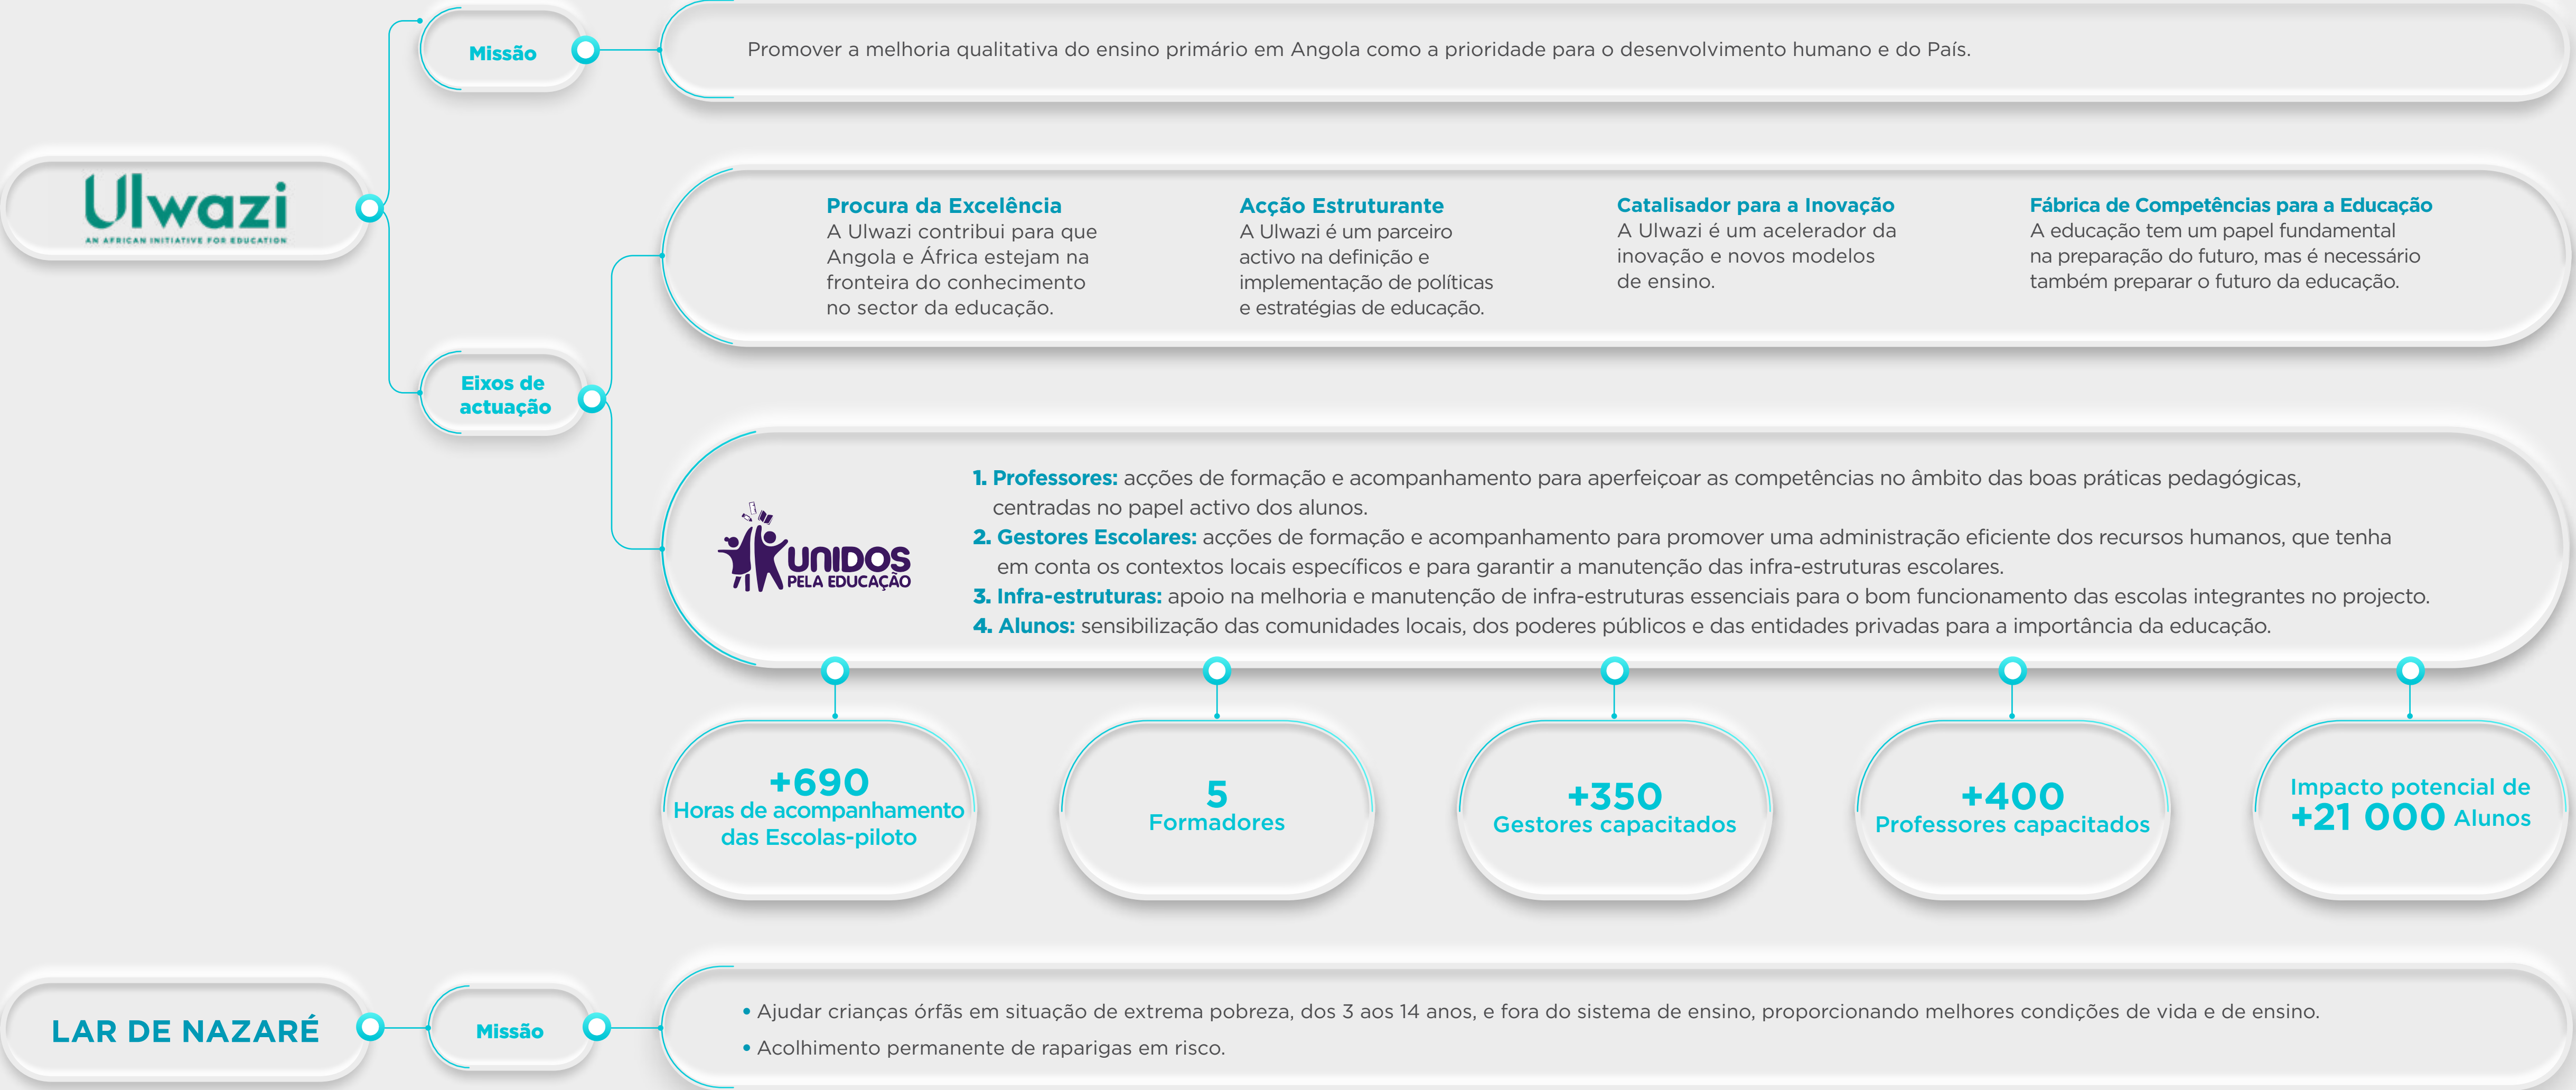 Missão
Promover a melhoria qualitativa do ensino primário em Angola como a prioridade para o desenvolvimento humano e do País.
Ulwazi
AN AFRICAN INITIATIVE FOR EDUCATION
Eixos de
actuação
Procura da Excelência
A Ulwazi contribui para que
Angola e África estejam na
fronteira do conhecimento
no sector da educação.
Acção Estruturante
A Ulwazi é um parceiro
activo na definição e
implementação de políticas
e estratégias de educação.
Catalisador para a Inovação
A Ulwazi é um acelerador da
inovação e novos modelos
de ensino.
Fábrica de Competências para a Educação
A educação tem um papel fundamental
na preparação do futuro, mas é necessário
também preparar o futuro da educação.
UNIDOS
PELA EDUCAÇÃO
1. Professores: acções de formação e acompanhamento para aperfeiçoar as competências no âmbito das boas práticas pedagógicas,
centradas no papel activo dos alunos.
2. Gestores Escolares: acções de formação e acompanhamento para promover uma administração eficiente dos recursos humanos, que tenha
em conta os contextos locais específicos e para garantir a manutenção das infra-estruturas escolares.
3. Infra-estruturas: apoio na melhoria e manutenção de infra-estruturas essenciais para o bom funcionamento das escolas integrantes no projecto.
4. Alunos: sensibilização das comunidades locais, dos poderes públicos e das entidades privadas para a importância da educação.
+690
Horas de acompanhamento
das Escolas-piloto
5
Formadores
+350
Gestores capacitados
+400
Professores capacitados
Impacto potencial de
+21 000 Alunos
LAR DE NAZARÉ
Missão
• Ajudar crianças órfãs em situação de extrema pobreza, dos 3 aos 14 anos, e fora do sistema de ensino, proporcionando melhores condições de vida e de ensino.
• Acolhimento permanente de raparigas em risco.